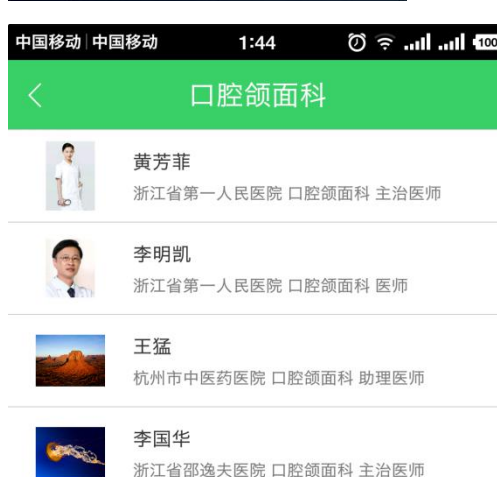 中国移动 中国移动 1:44 100
口腔颌面科
黄芳菲
浙江省第一人民医院 口腔颌面科 主治医师
李明凯
浙江省第一人民医院 口腔颌面科 医师
王猛
杭州市中医药医院 口腔颌面科 助理医师
李国华
浙江省邵逸夫医院 口腔颌面科 主治医师